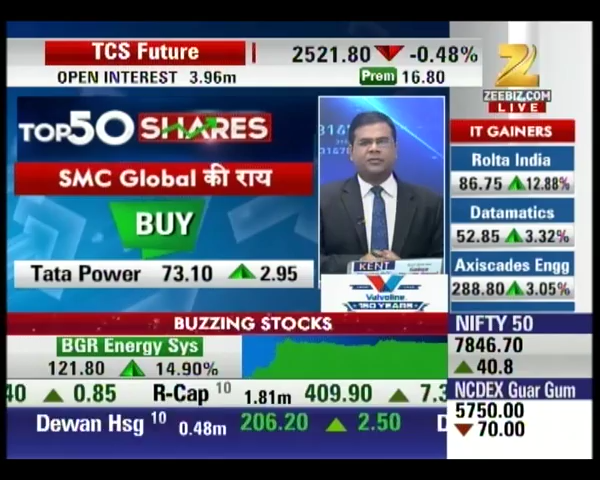 TCS Future
2521.80 -0.48%
OPEN INTEREST 3.96m
Prem 16.80
ZEEBIZ.COM
LIVE
TOP 50 SHARES
SMC Global की राय
BUY
Tata Power 73.10 2.95
KENT
Valvoline
150 YEARS
IT GAINERS
Rolta India
86.75 12.88%
Datamatics
52.85 3.32%
Axiscades Engg
288.80 3.05%
BUZZING STOCKS
BGR Energy Sys
121.80 14.90%
NIFTY 50
7846.70
40.8
40 0.85 R-Cap 10 1.81m 409.90 7.3
Dewan Hsg 10 0.48m 206.20 2.50
NCDEX Guar Gum
5750.00
70.00